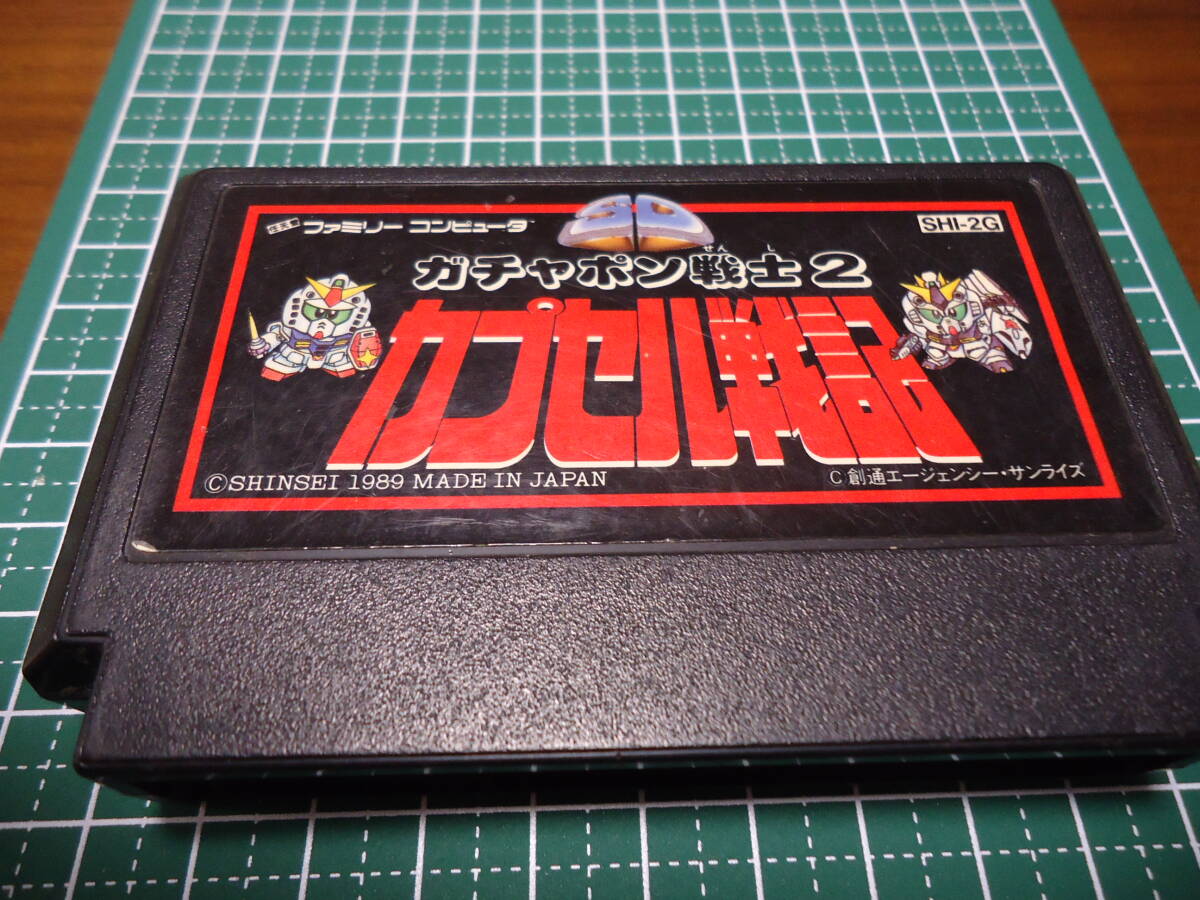 任天堂 ファミリーコンピュータ™
SHI-2G
SD
ガチャポン戦士2
せんし
カプセル戦記
©SHINSEI 1989 MADE IN JAPAN
C 創通エージェンシー・サンライズ